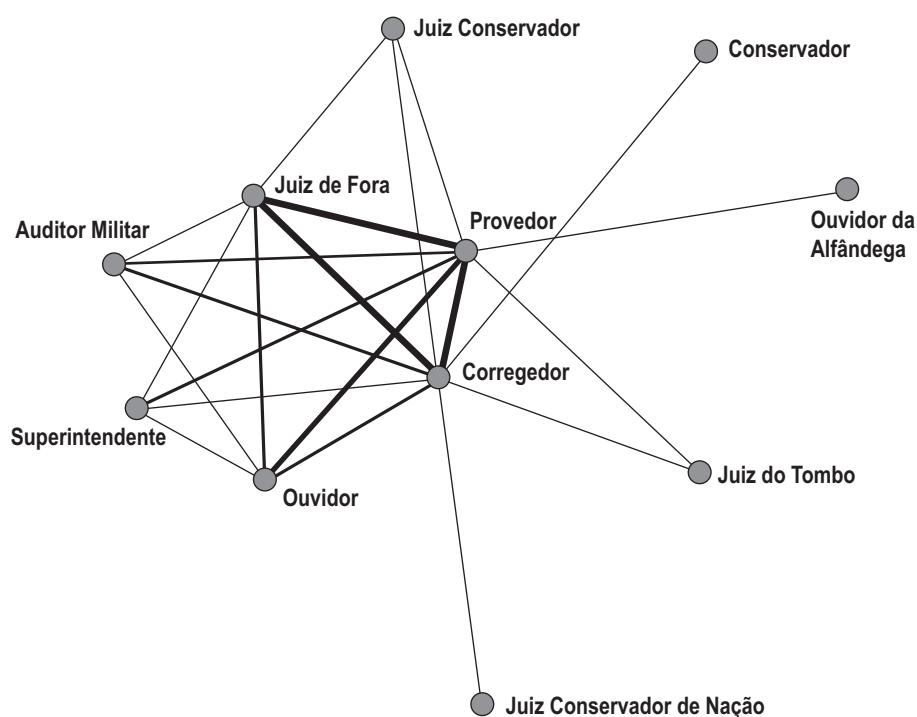 Juiz Conservador
Conservador
Juiz de Fora
Provedor
Ouvidor da
Alfândega
Auditor Militar
Corregedor
Superintendente
Juiz do Tombo
Ouvidor
Juiz Conservador de Nação